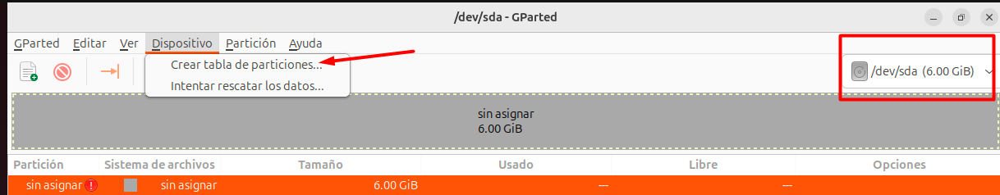 /dev/sda - GParted
GParted Editar Ver Dispositivo Partición Ayuda
Crear tabla de particiones...
Intentar rescatar los datos...
/dev/sda (6.00 GiB)
sin asignar
6.00 GiB
Partición Sistema de archivos Tamaño Usado Libre Opciones
sin asignar sin asignar 6.00 GiB --- ---